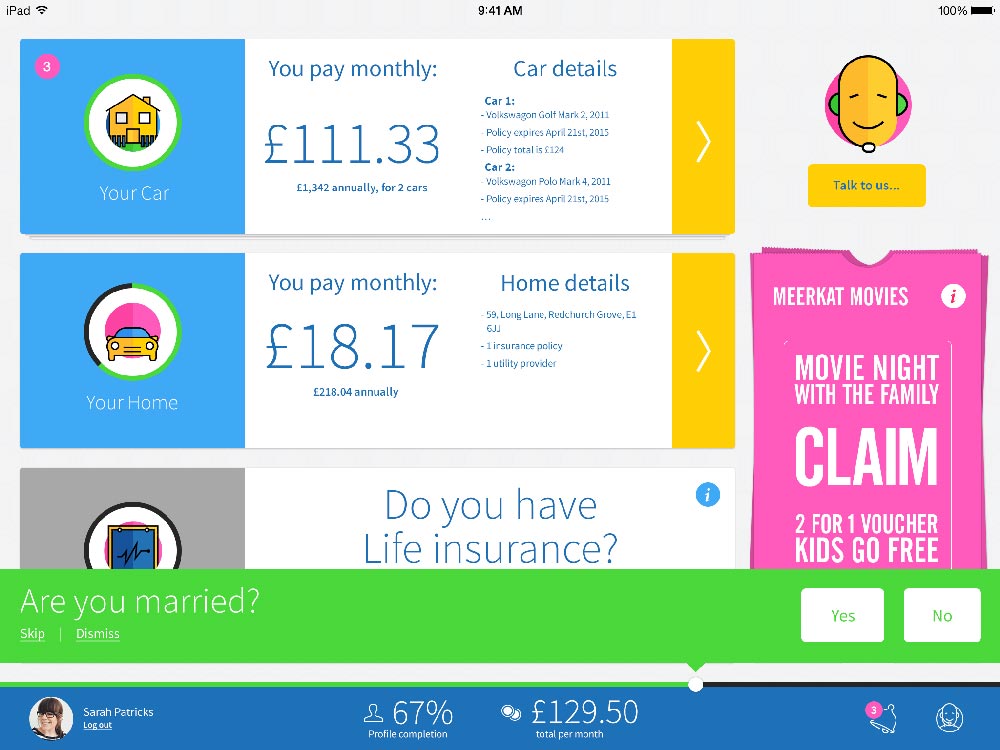 iPad
9:41 AM
100%
3
Your Car
You pay monthly:
£111.33
£1,342 annually, for 2 cars
Car details
Car 1:
- Volkswagen Golf Mark 2, 2011
- Policy expires April 21st, 2015
- Policy total is £124
Car 2:
- Volkswagen Polo Mark 4, 2011
- Policy expires April 21st, 2015
...
Talk to us...
Your Home
You pay monthly:
£18.17
£218.04 annually
Home details
- 59, Long Lane, Redchurch Grove, E1
6JJ
- 1 insurance policy
- 1 utility provider
MEERKAT MOVIES
i
MOVIE NIGHT
WITH THE FAMILY
CLAIM
2 FOR 1 VOUCHER
KIDS GO FREE
Do you have
Life insurance?
i
Are you married?
Skip | Dismiss
Yes
No
Sarah Patricks
Log out
67%
Profile completion
£129.50
total per month
3